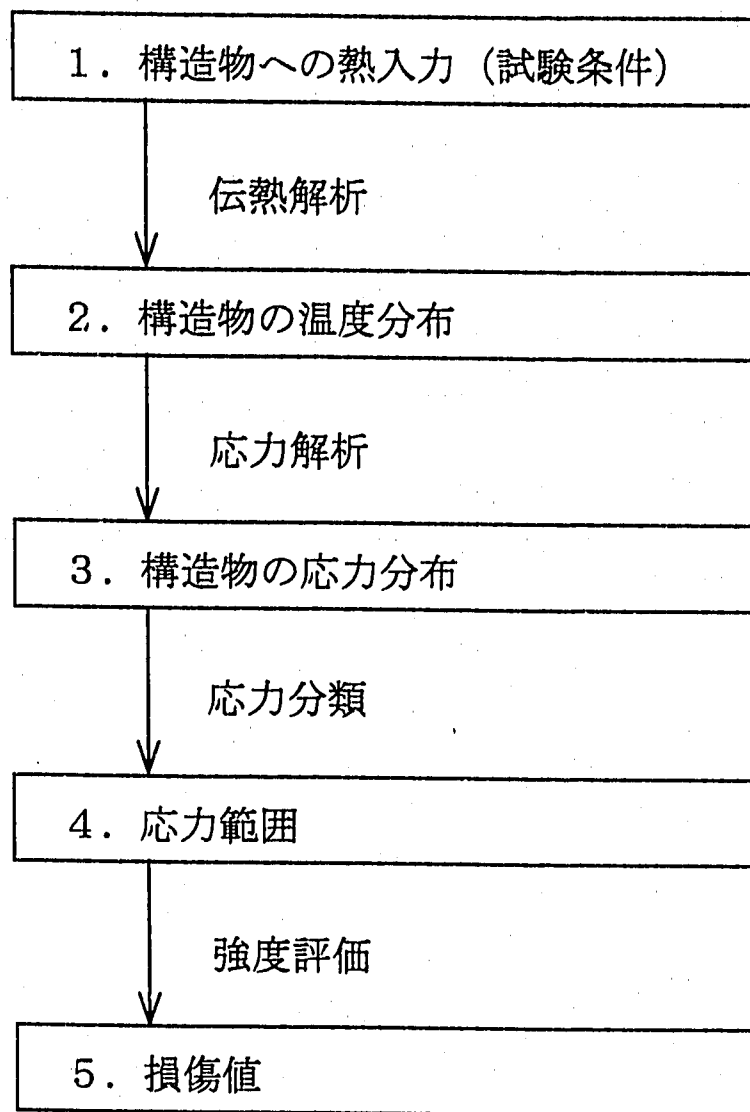 1. 構造物への熱入力（試験条件）
伝熱解析
2. 構造物の温度分布
応力解析
3. 構造物の応力分布
応力分類
4. 応力範囲
強度評価
5. 損傷値